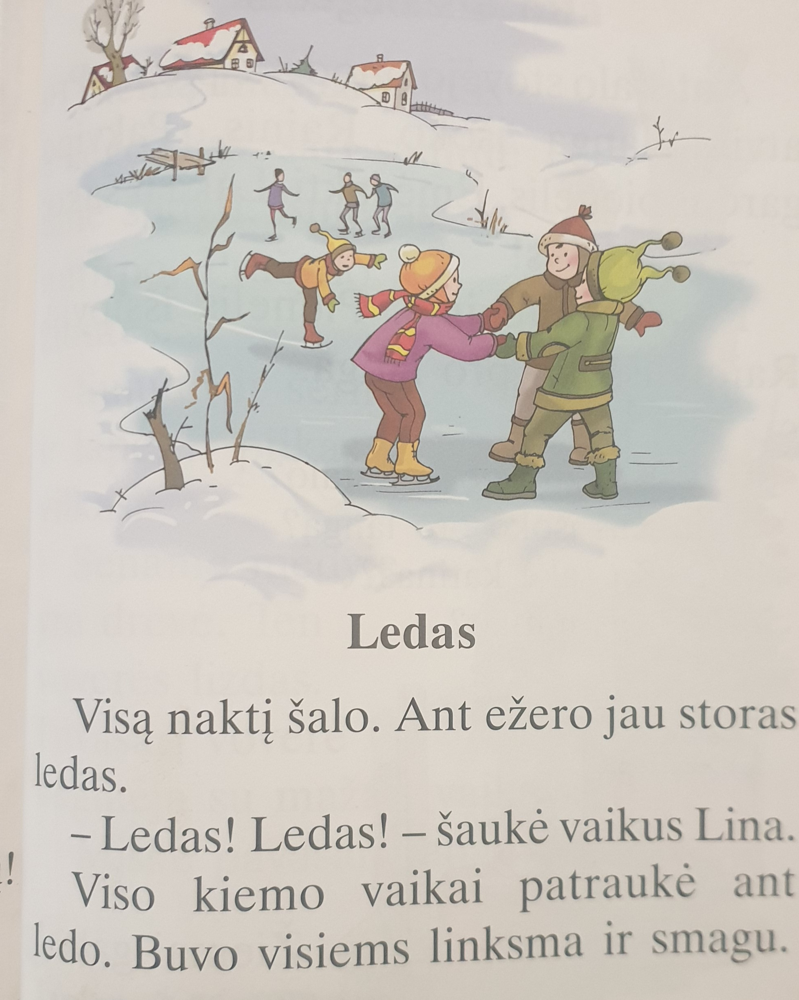 Ledas
Visą naktį šalo. Ant ežero jau storas
ledas.
– Ledas! Ledas! – šaukė vaikus Lina.
Viso kiemo vaikai patraukė ant
ledo. Buvo visiems linksma ir smagu.